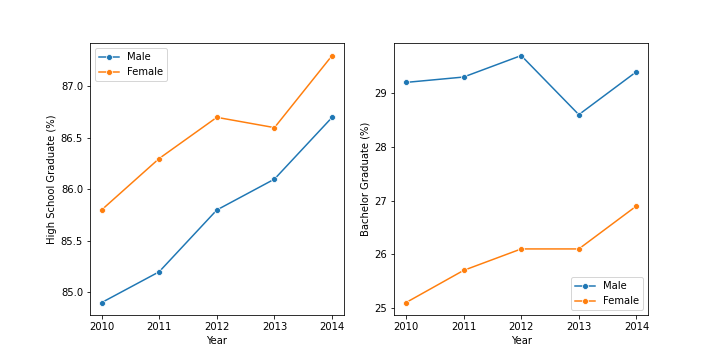 High School Graduate (%)
87.0
86.5
86.0
85.5
85.0
Male
Female
2010 2011 2012 2013 2014
Year
Bachelor Graduate (%)
29
28
27
26
25
Male
Female
2010 2011 2012 2013 2014
Year